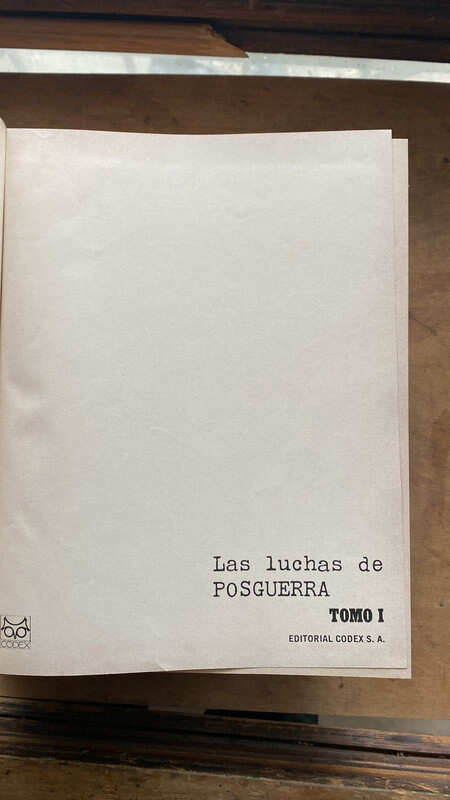 Las luchas de
POSGUERRA
TOMO I
EDITORIAL CODEX S. A.
CODEX